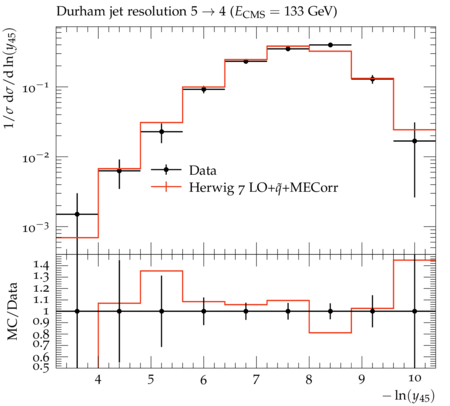 Durham jet resolution 5 → 4 (E_CMS = 133 GeV)
1/σ dσ/d ln(y₄₅)
10⁻¹
10⁻²
10⁻³
Data
Herwig 7 LO+q̃+MECorr
MC/Data
1.4
1.3
1.2
1.1
1
0.9
0.8
0.7
0.6
0.5
4 5 6 7 8 9 10
− ln(y₄₅)